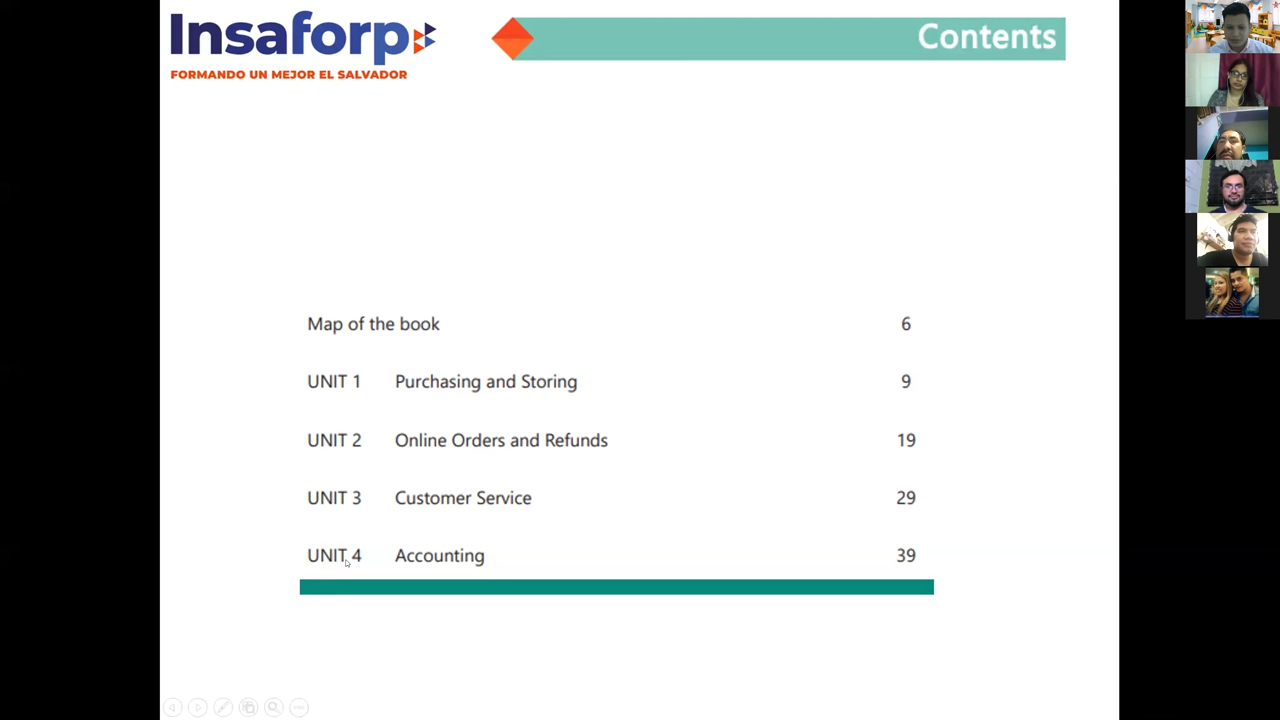 Insaforp
FORMANDO UN MEJOR EL SALVADOR
Contents
Map of the book 6
UNIT 1 Purchasing and Storing 9
UNIT 2 Online Orders and Refunds 19
UNIT 3 Customer Service 29
UNIT 4 Accounting 39